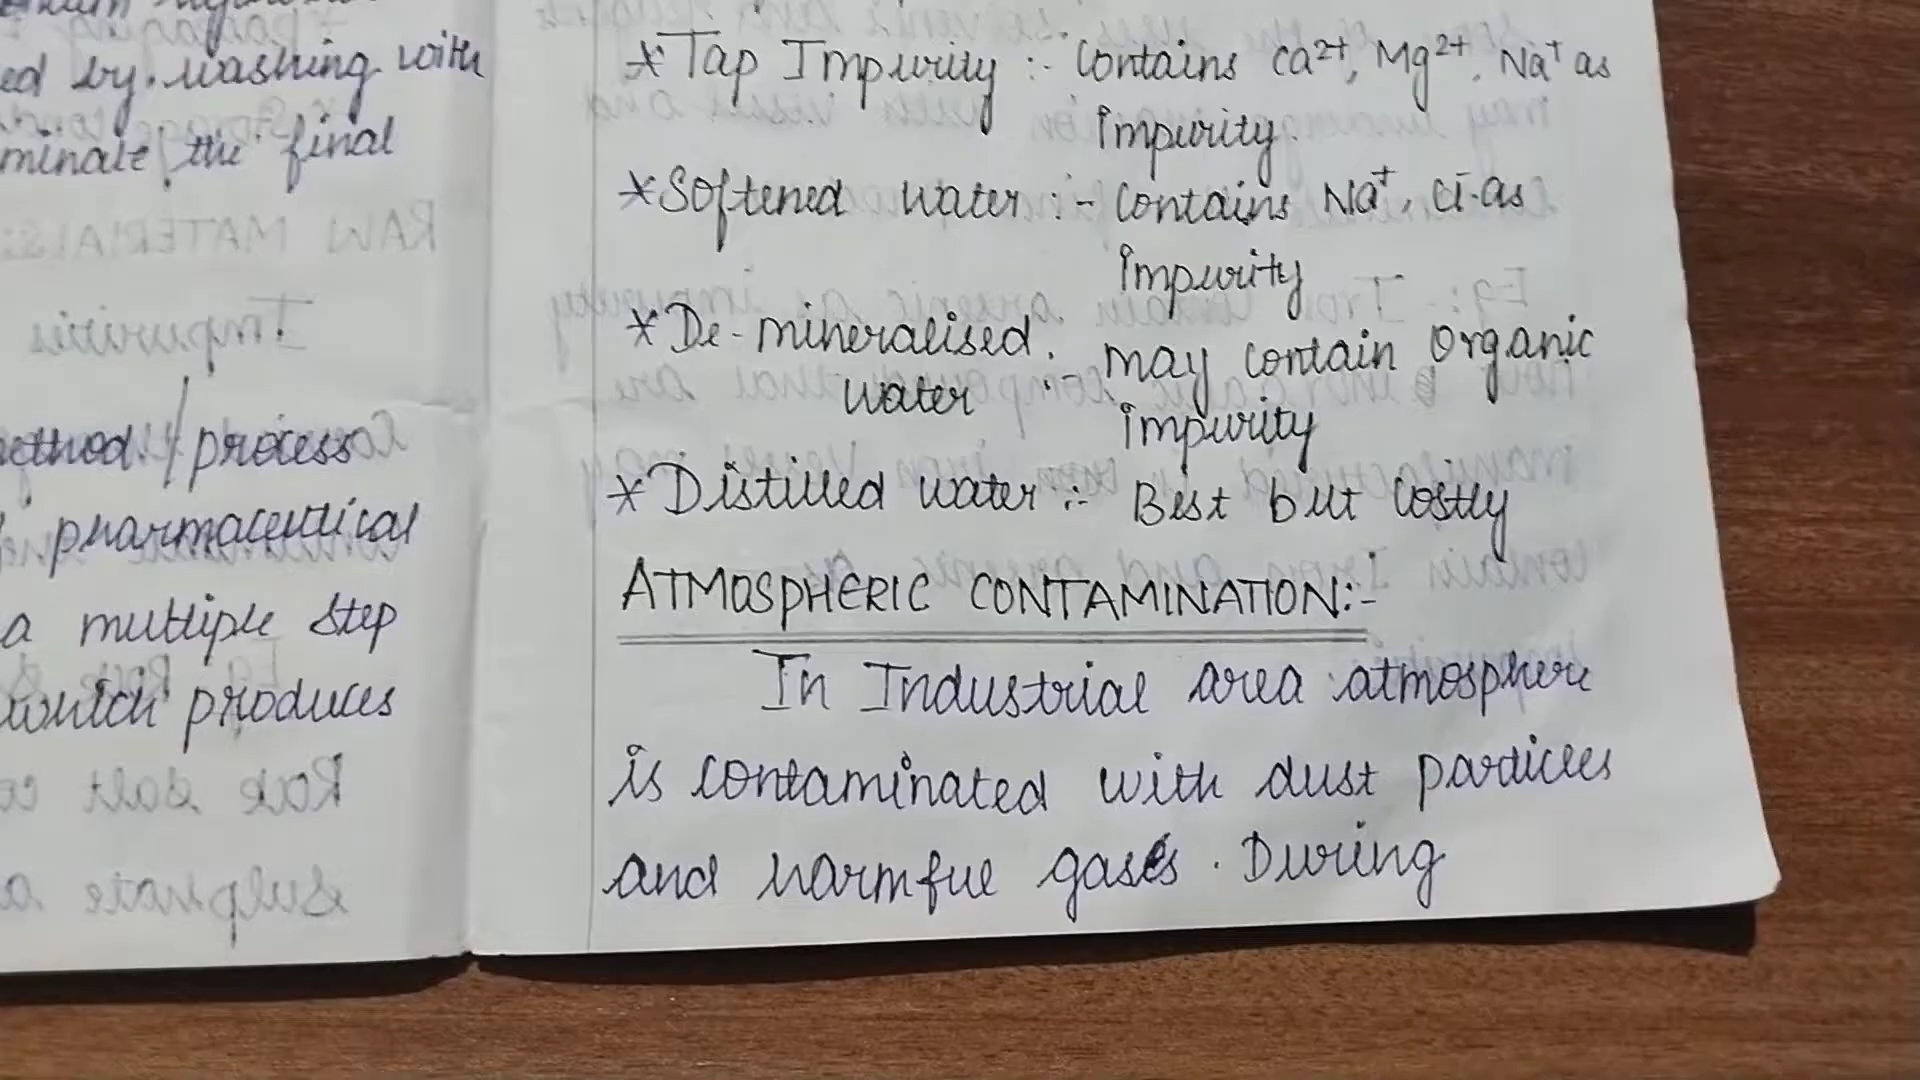 ed by washing with
minate the final
process
pharmaceutical
a multiple step
which produces
*Tap Impurity :- Contains Ca2+, Mg2+, Na+ as
Impurity.
*Softened water :- Contains Na+, Cl- as
Impurity
*De-mineralised
water :- may contain Organic
impurity
*Distilled water :- Best but Costly
ATMOSPHERIC CONTAMINATION:-
In Industrial area atmosphere
is contaminated with dust particles
and harmful gases. During